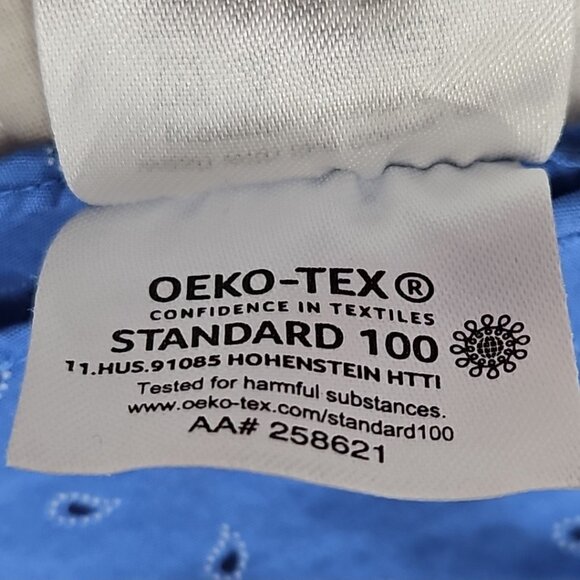 OEKO-TEX®
CONFIDENCE IN TEXTILES
STANDARD 100
11.HUS.91085 HOHENSTEIN HTTI
Tested for harmful substances.
www.oeko-tex.com/standard100
AA# 258621